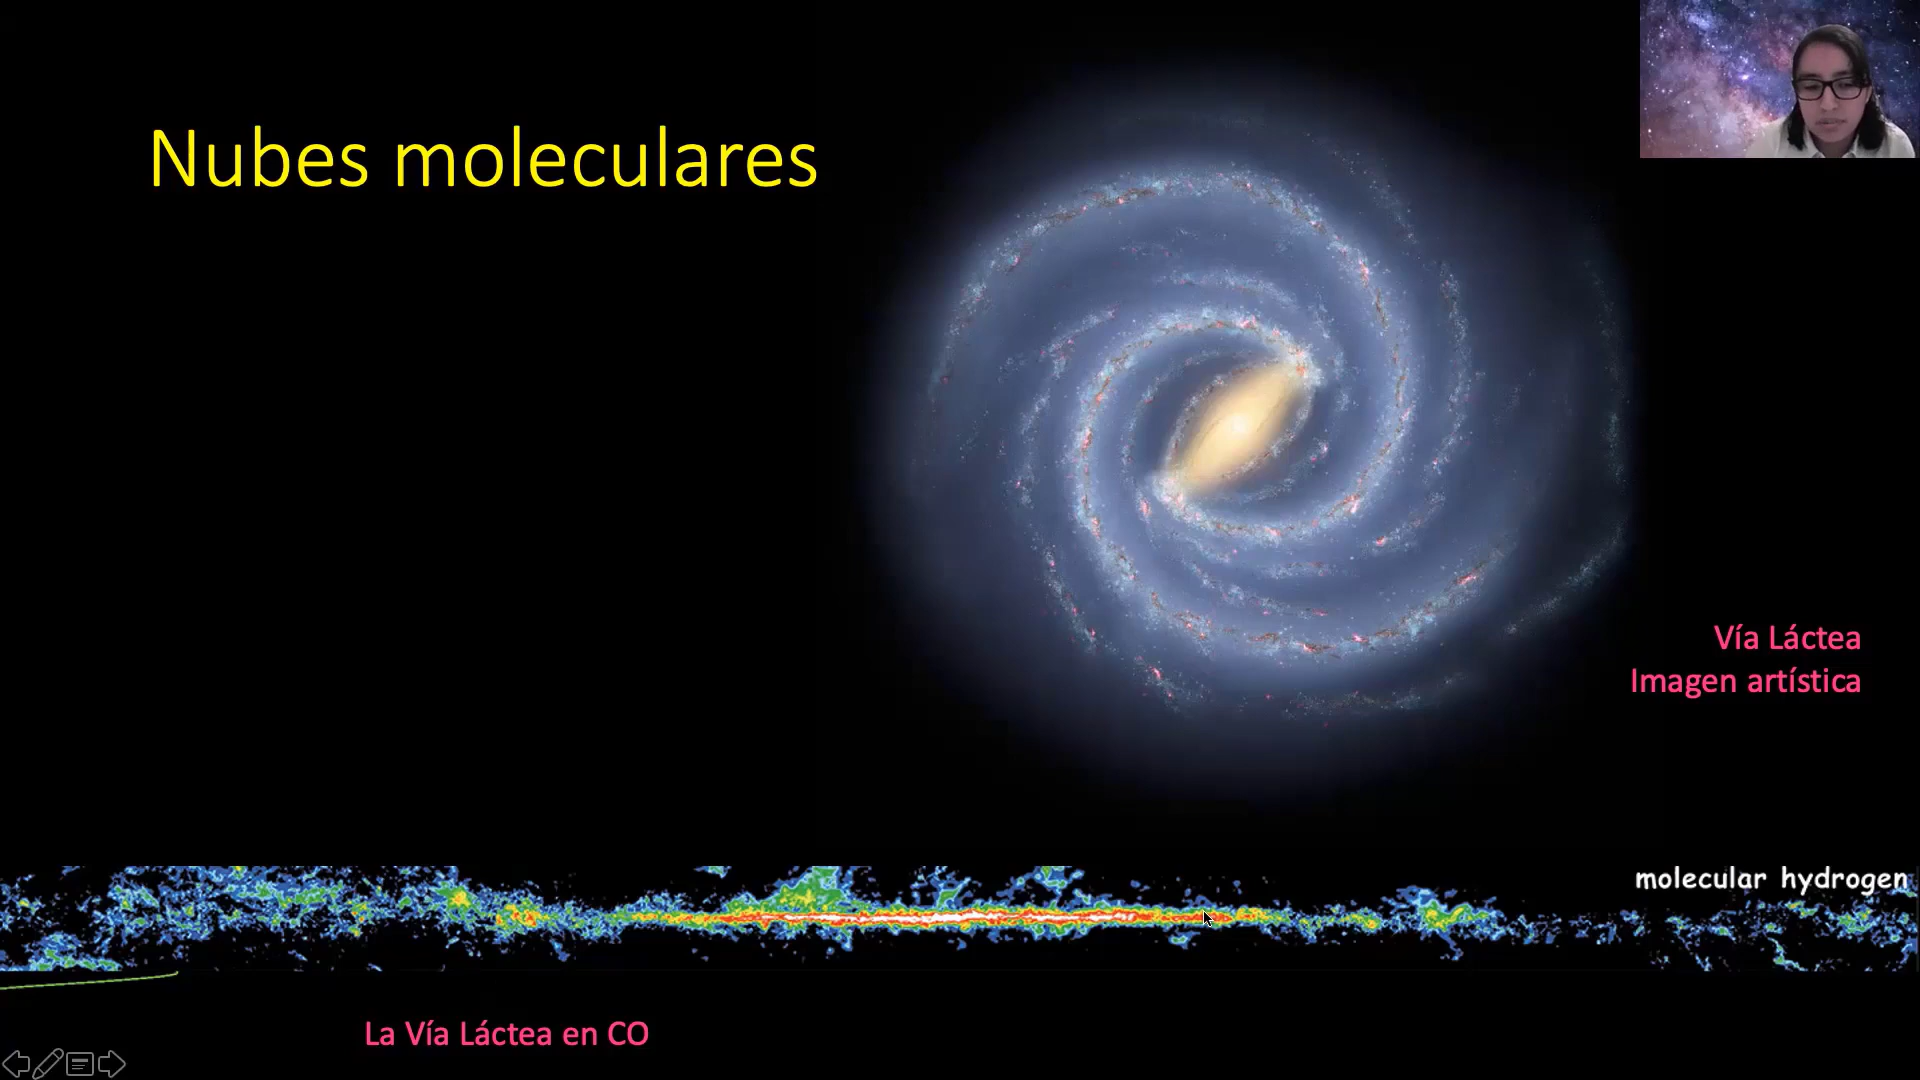 Nubes moleculares
Vía Láctea
Imagen artística
molecular hydrogen
La Vía Láctea en CO